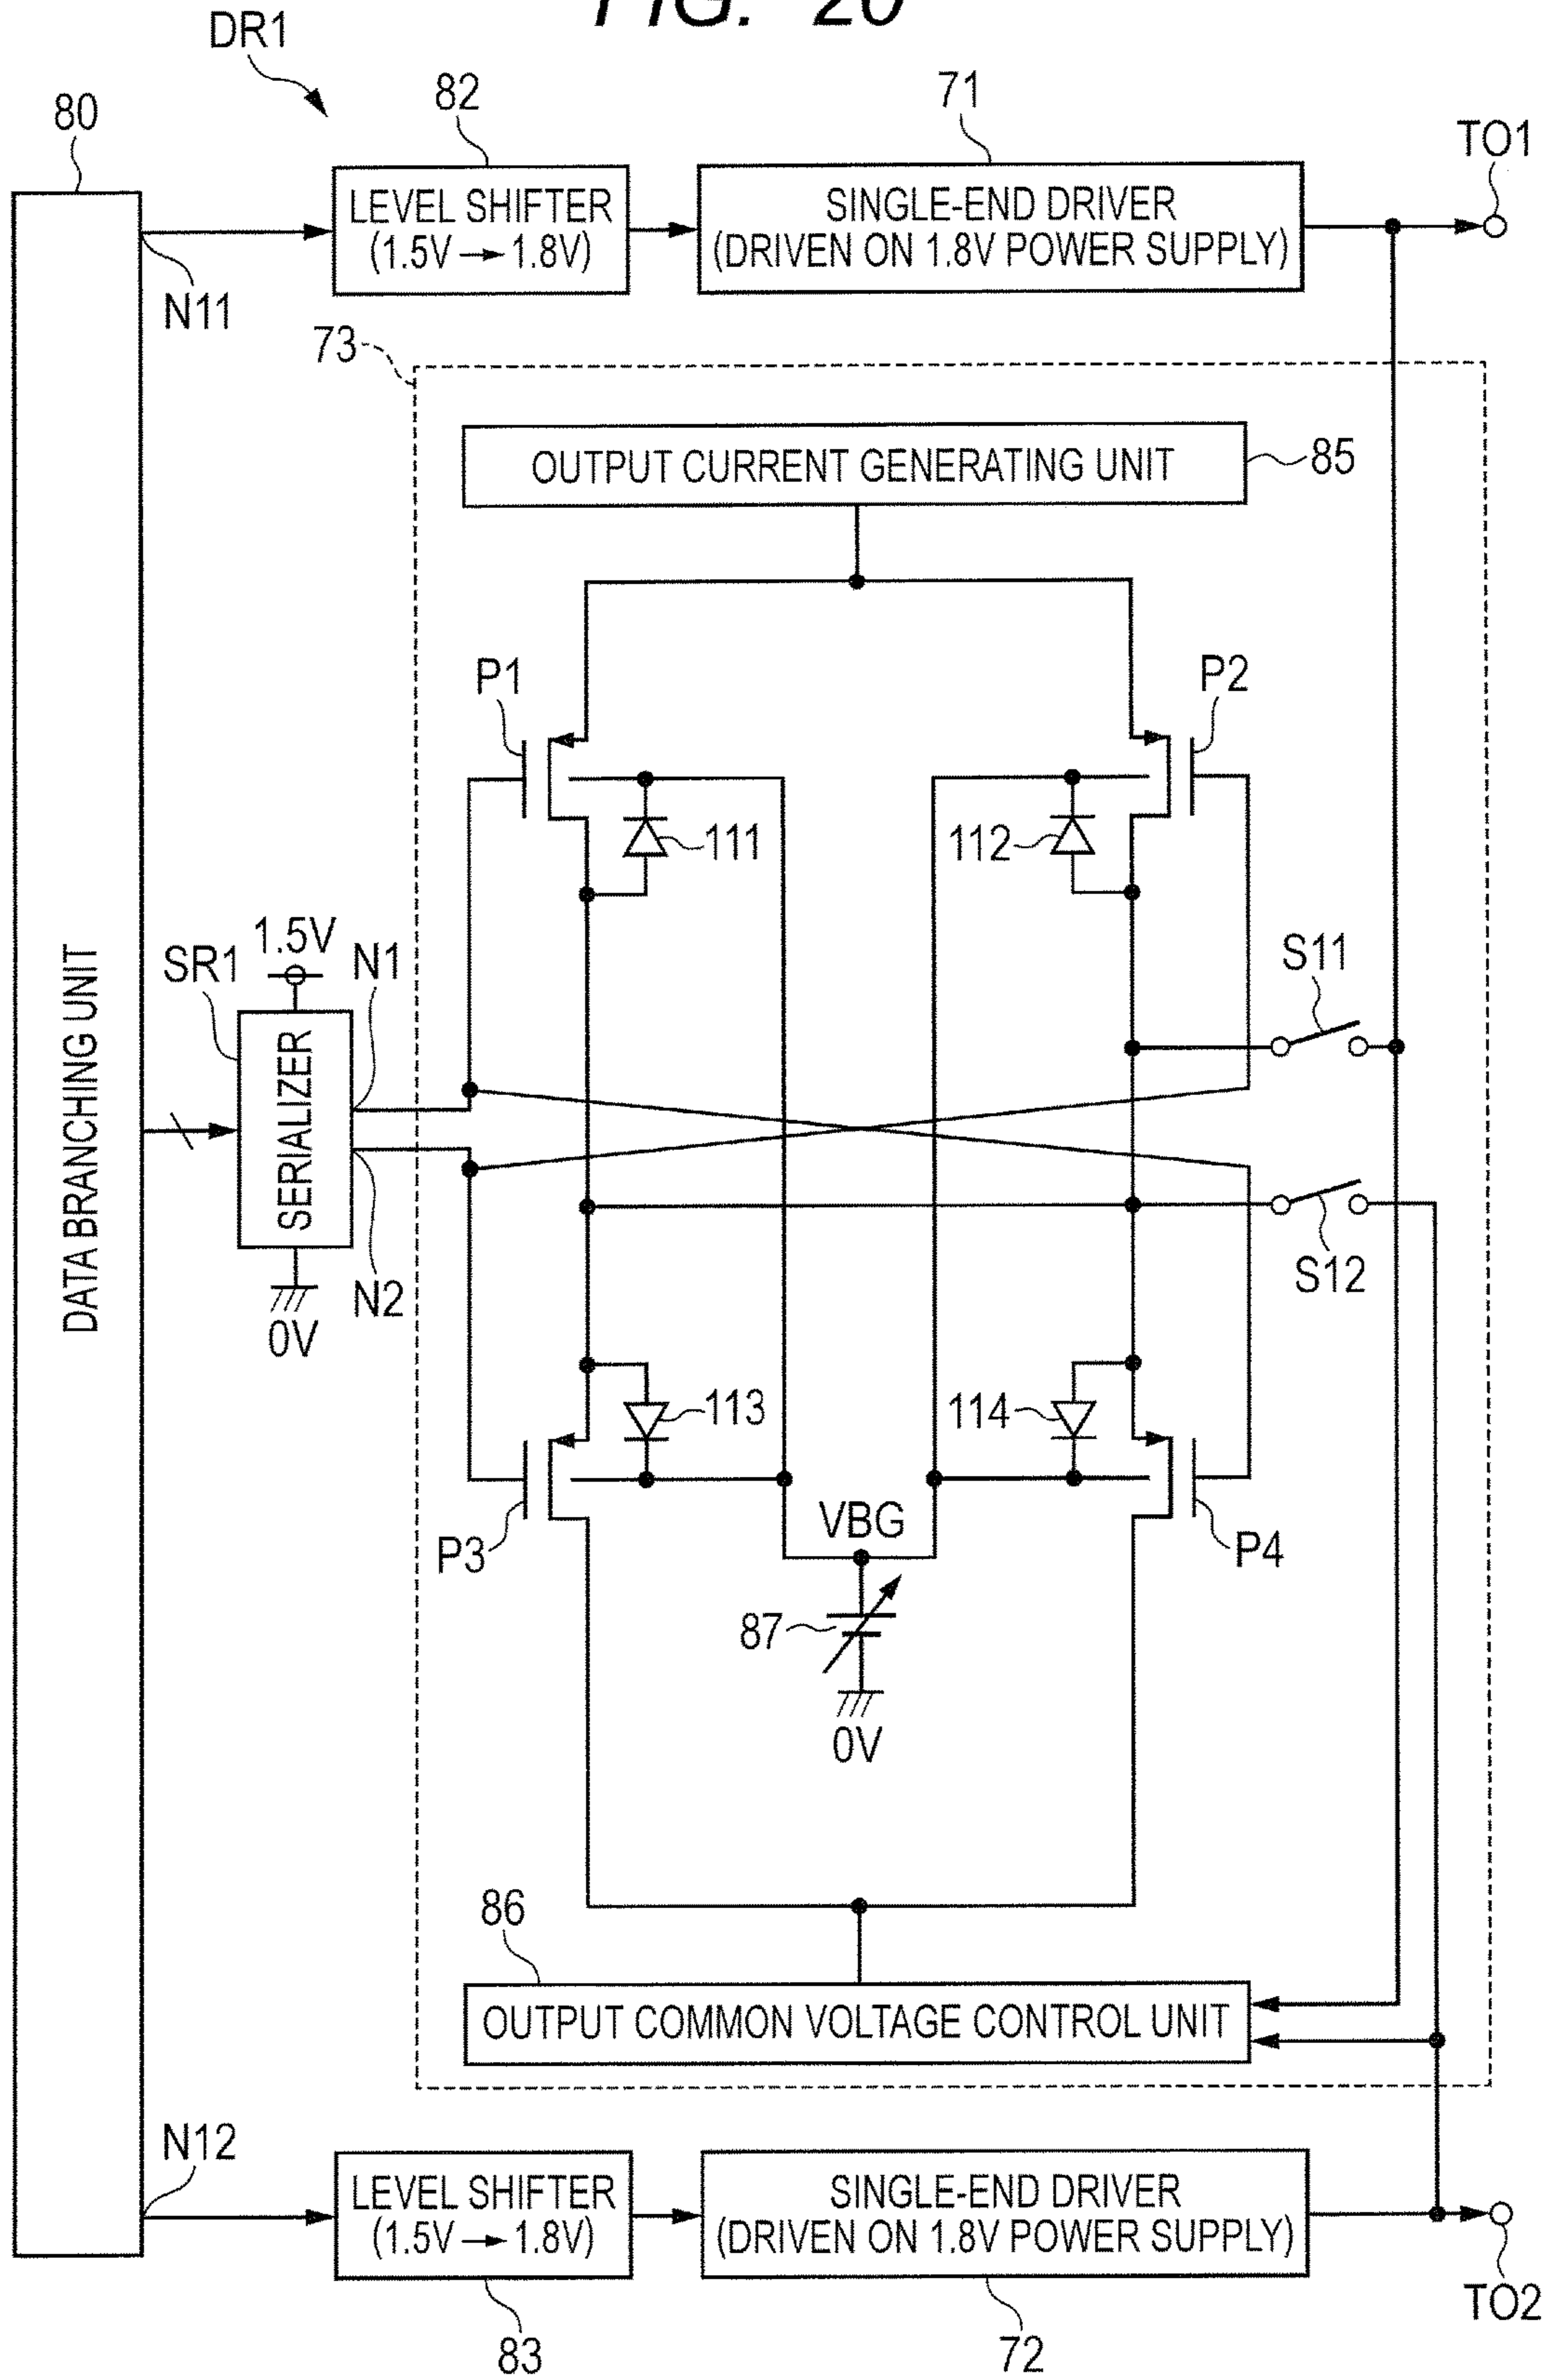 FIG. 20
DR1
80
82
71
TO1
LEVEL SHIFTER
(1.5V→1.8V)
SINGLE-END DRIVER
(DRIVEN ON 1.8V POWER SUPPLY)
N11
73
OUTPUT CURRENT GENERATING UNIT
85
P1
P2
111
112
DATA BRANCHING UNIT
SR1
1.5V
N1
S11
SERIALIZER
N2
0V
S12
113
114
P3
VBG
P4
87
0V
86
OUTPUT COMMON VOLTAGE CONTROL UNIT
N12
LEVEL SHIFTER
(1.5V→1.8V)
SINGLE-END DRIVER
(DRIVEN ON 1.8V POWER SUPPLY)
TO2
83
72